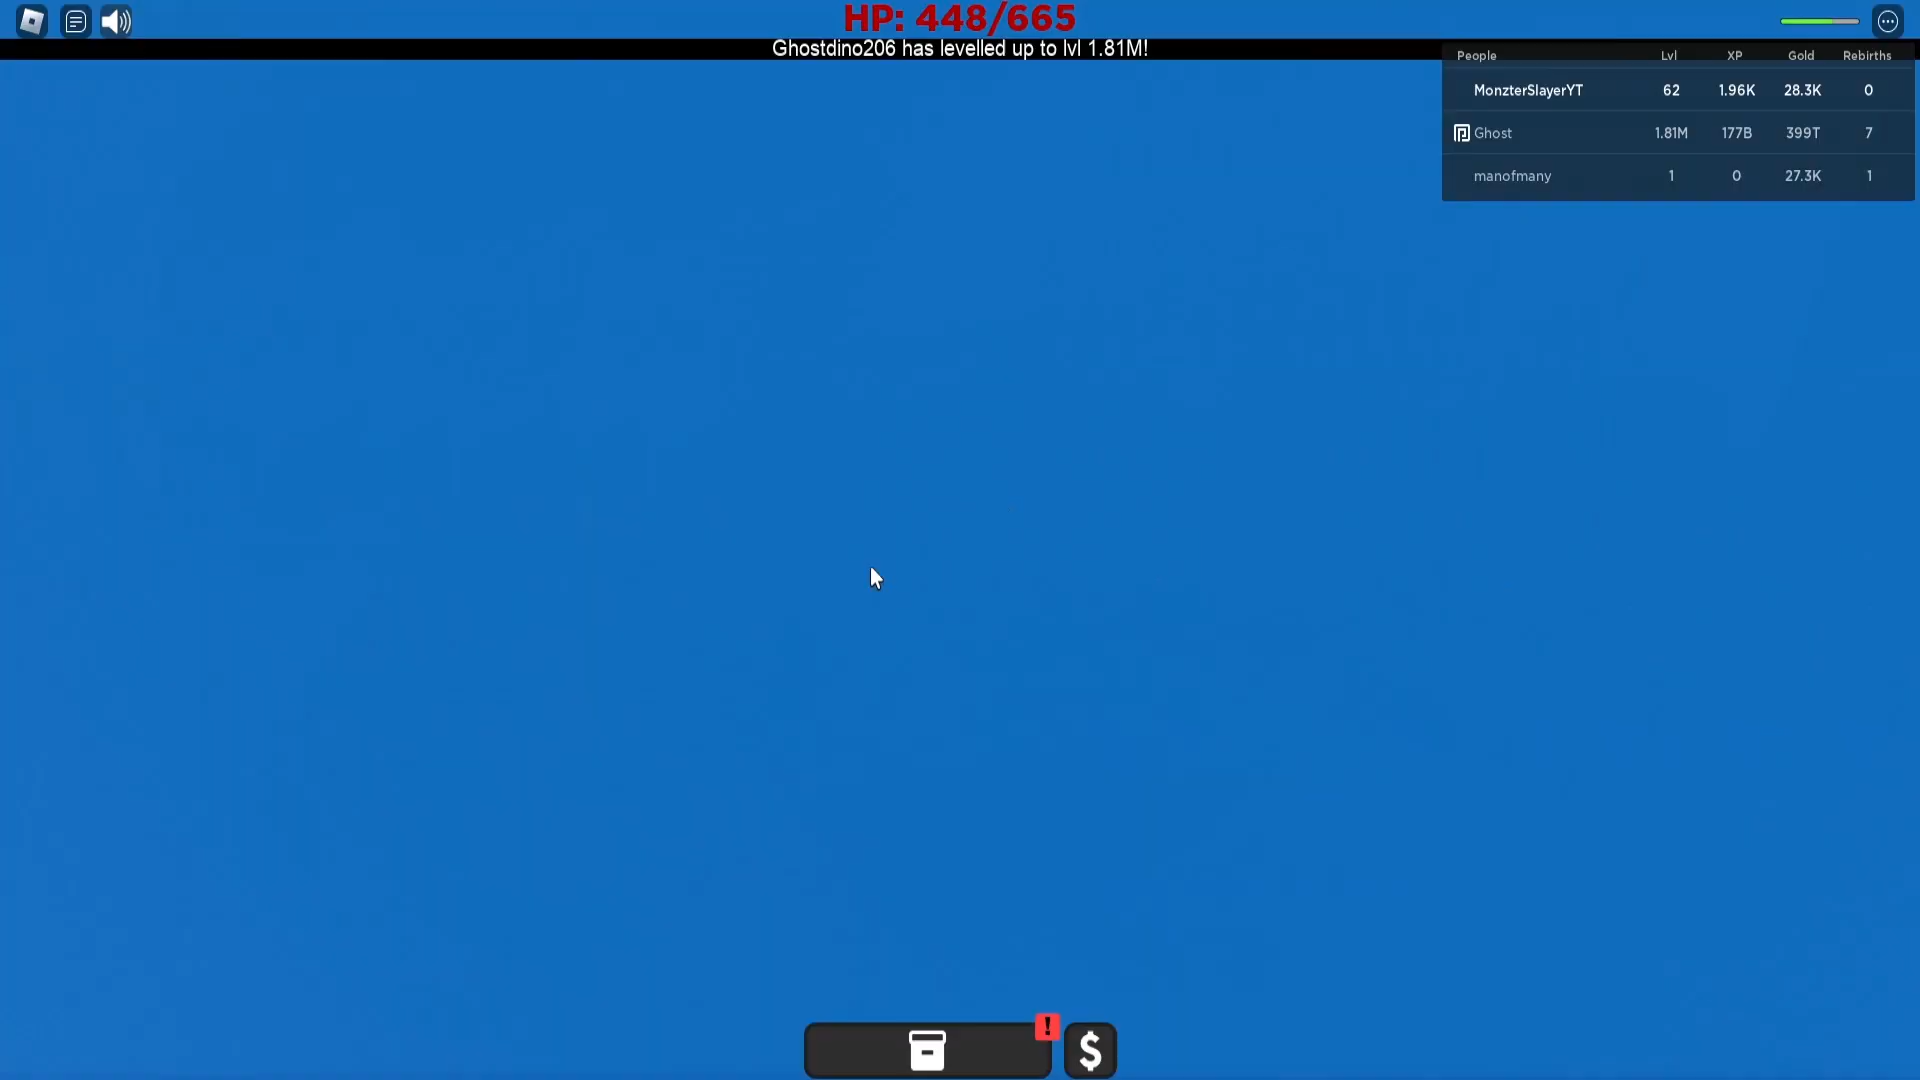 HP: 448/665
Ghostdino206 has levelled up to lvl 1.81M!
People Lvl XP Gold Rebirths
MonzterSlayerYT 62 1.96K 28.3K 0
Ghost 1.81M 177B 399T 7
manofmany 1 0 27.3K 1
!
$